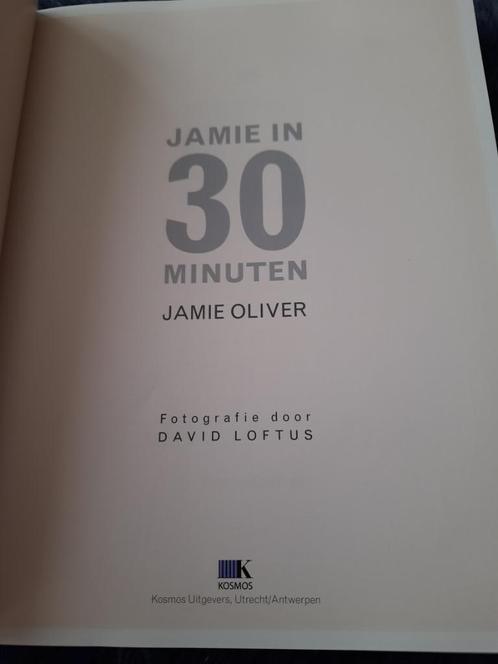 JAMIE IN
30
MINUTEN
JAMIE OLIVER
Fotografie door
DAVID LOFTUS
K
KOSMOS
Kosmos Uitgevers, Utrecht/Antwerpen